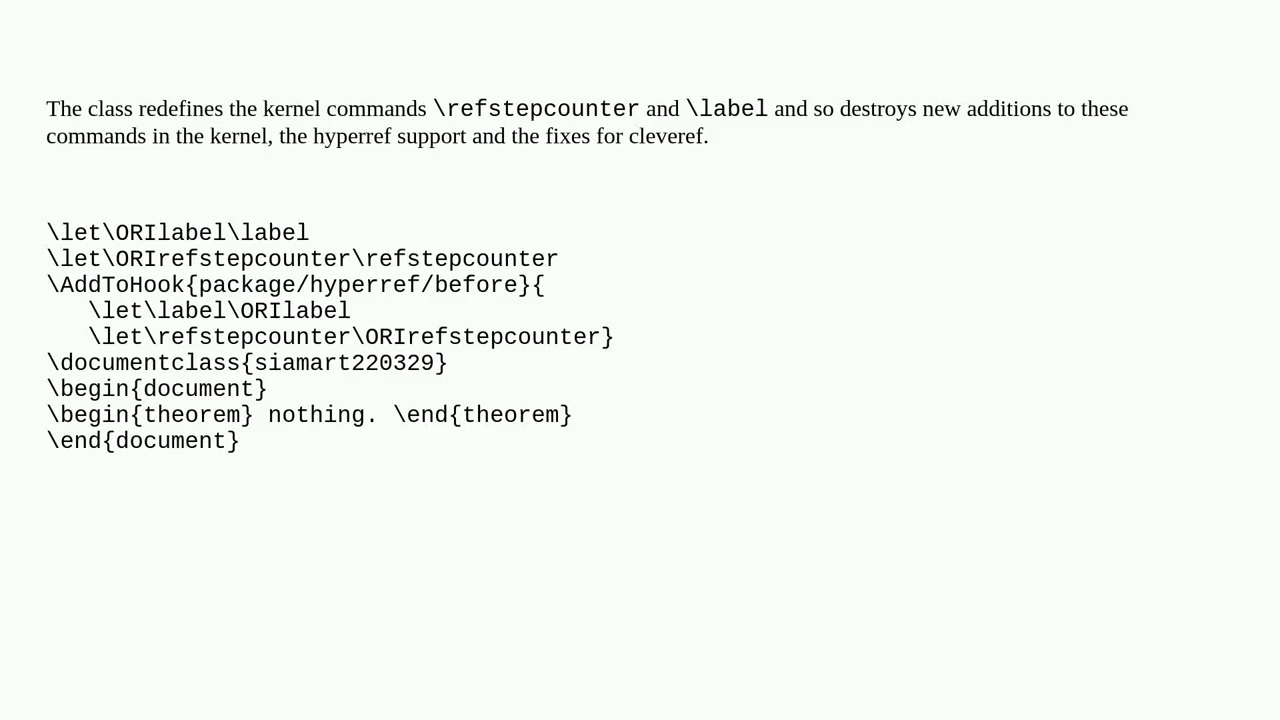 The class redefines the kernel commands \refstepcounter and \label and so destroys new additions to these
commands in the kernel, the hyperref support and the fixes for cleveref.
\let\ORIlabel\label
\let\ORIrefstepcounter\refstepcounter
\AddToHook{package/hyperref/before}{
   \let\label\ORIlabel
   \let\refstepcounter\ORIrefstepcounter}
\documentclass{siamart220329}
\begin{document}
\begin{theorem} nothing. \end{theorem}
\end{document}